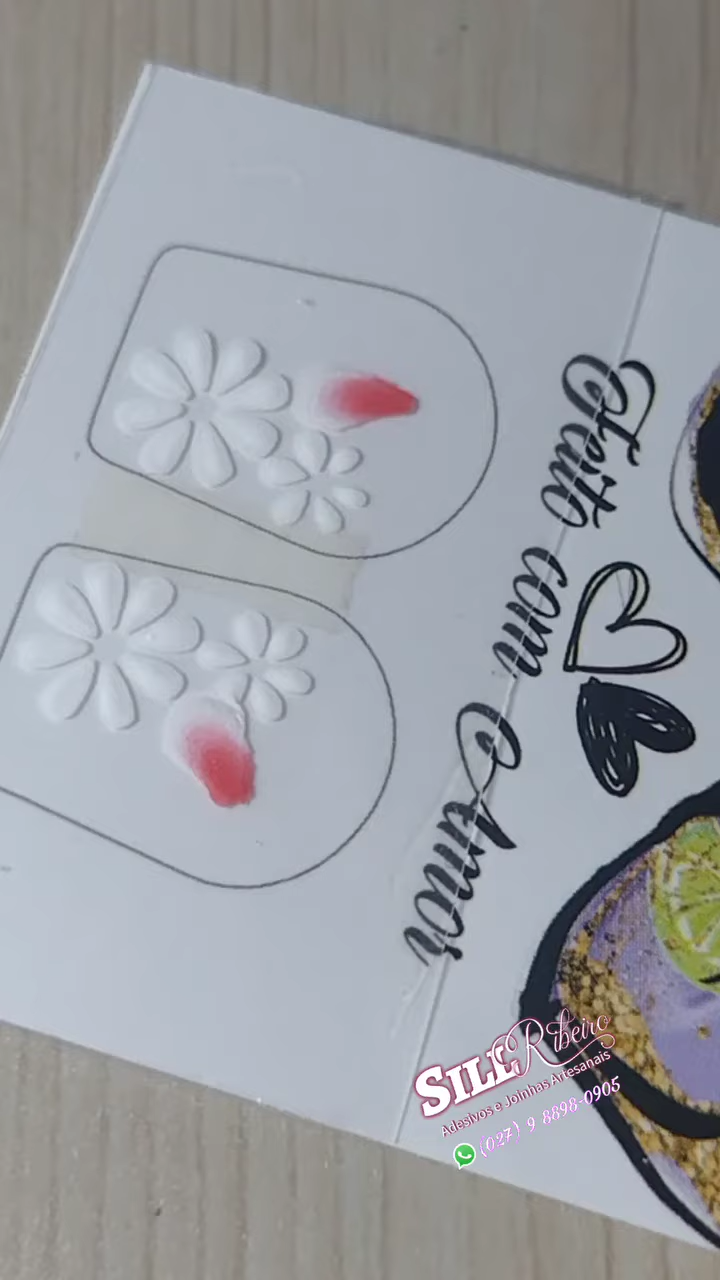 Feito com
Amor
SILE Ribeiro
Adesivos e Joinhas Artesanais
(027) 9 8898-0905